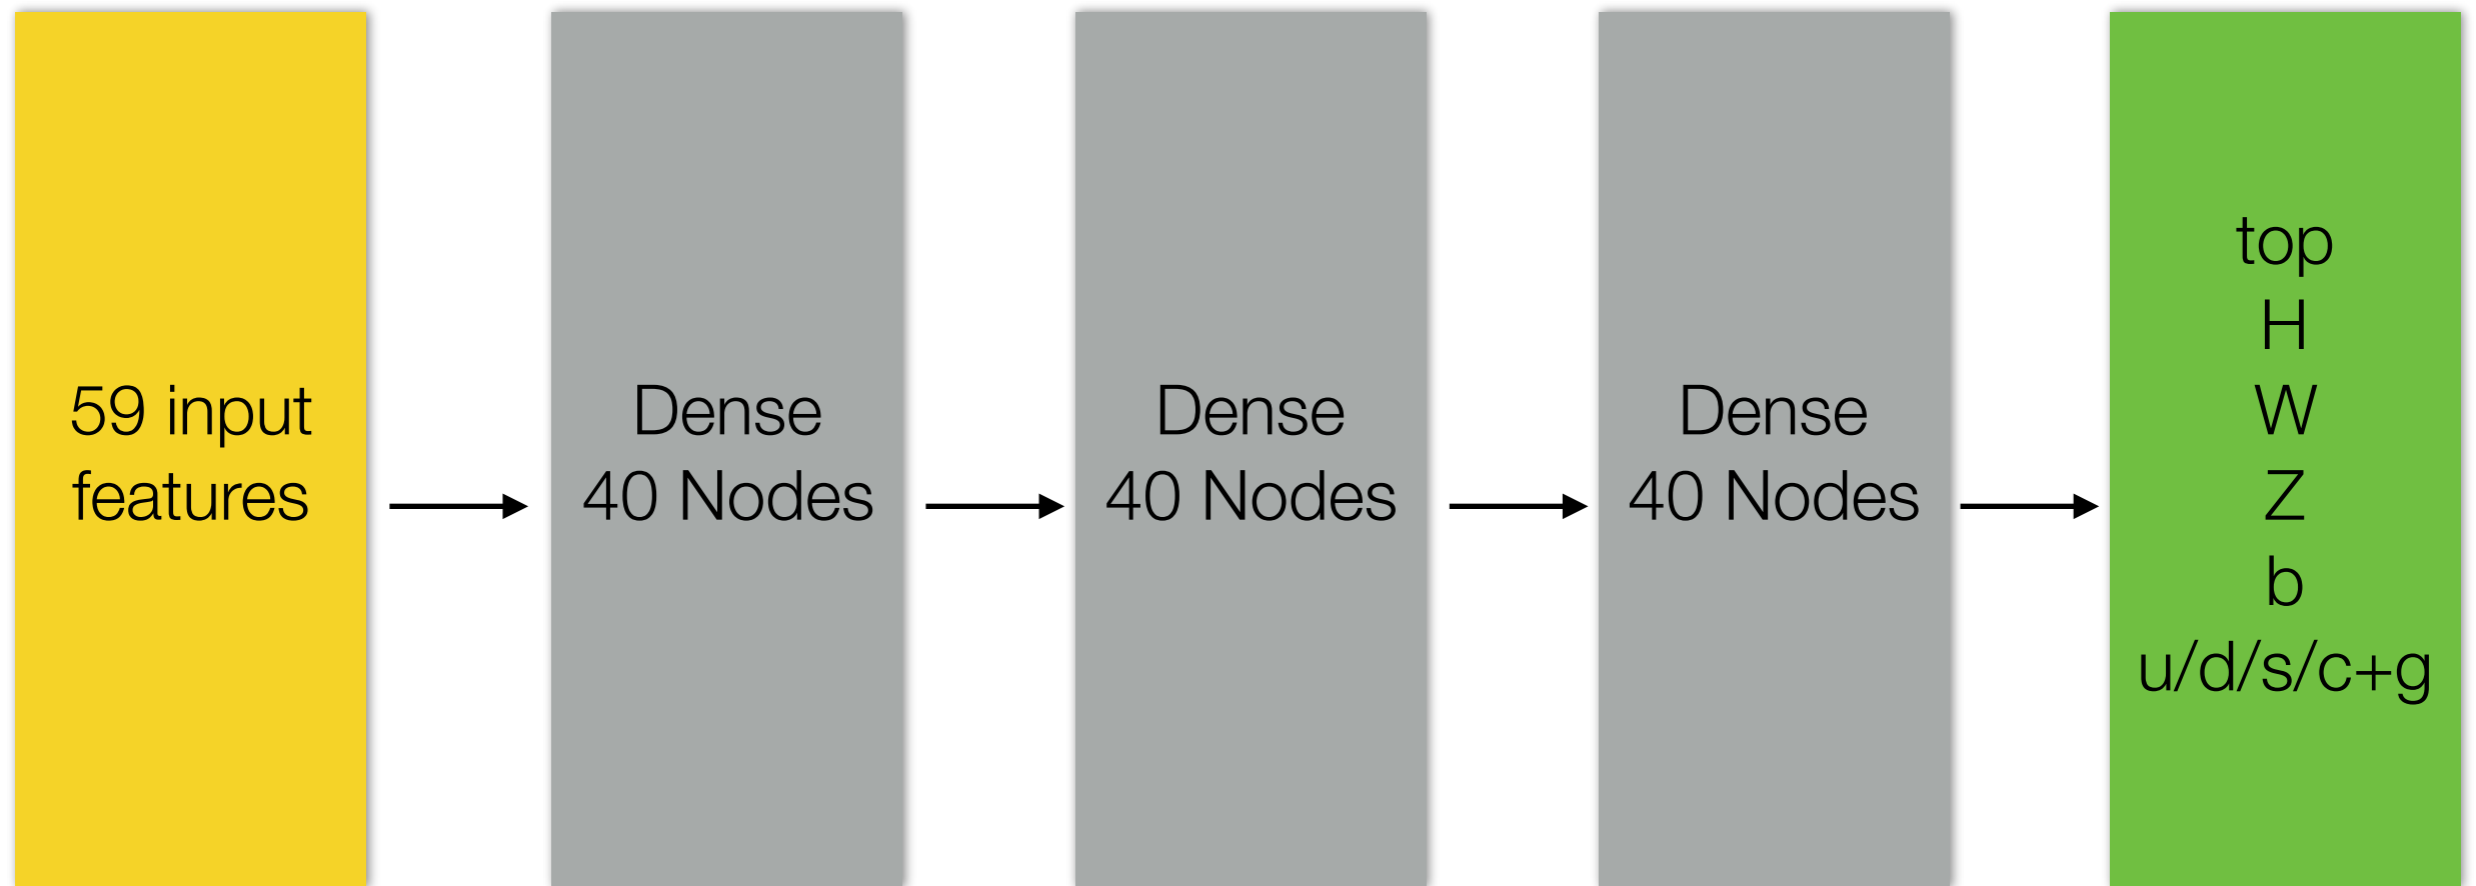 59 input
features
Dense
40 Nodes
Dense
40 Nodes
Dense
40 Nodes
top
H
W
Z
b
u/d/s/c+g